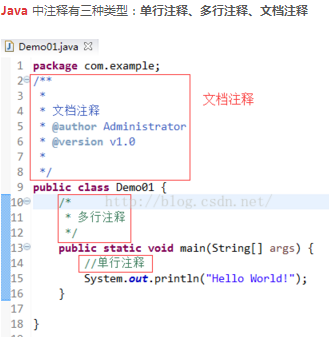 Java 中注释有三种类型：单行注释、多行注释、文档注释
Demo01.java
1 package com.example;
2 /**
3  *
4  * 文档注释
5  * @author Administrator
6  * @version v1.0
7  *
8  */
文档注释
9 public class Demo01 {
10     /*
http://blog.csdn.net/
11      * 多行注释
12      */
13     public static void main(String[] args) {
14         //单行注释
15         System.out.println("Hello World!");
16     }
17
18 }